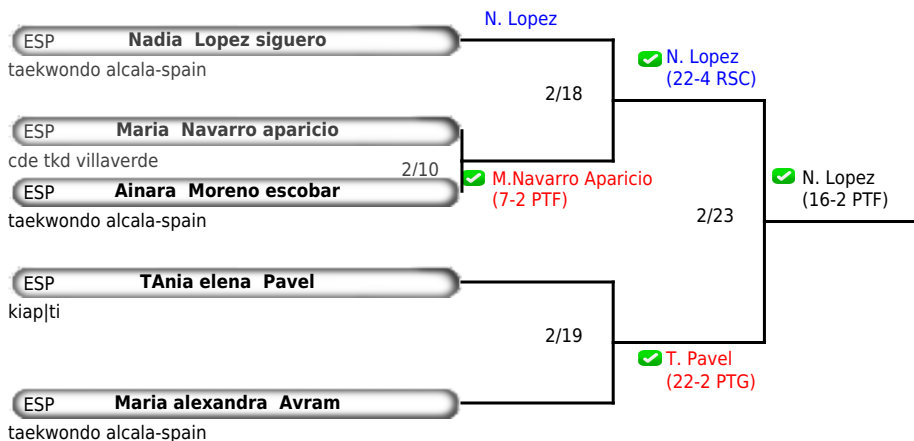 N. Lopez
ESP Nadia Lopez siguero
taekwondo alcala-spain
N. Lopez
(22-4 RSC)
2/18
ESP Maria Navarro aparicio
cde tkd villaverde
2/10
M.Navarro Aparicio
(7-2 PTF)
ESP Ainara Moreno escobar
taekwondo alcala-spain
N. Lopez
(16-2 PTF)
2/23
ESP TAnia elena Pavel
kiap|ti
2/19
T. Pavel
(22-2 PTG)
ESP Maria alexandra Avram
taekwondo alcala-spain